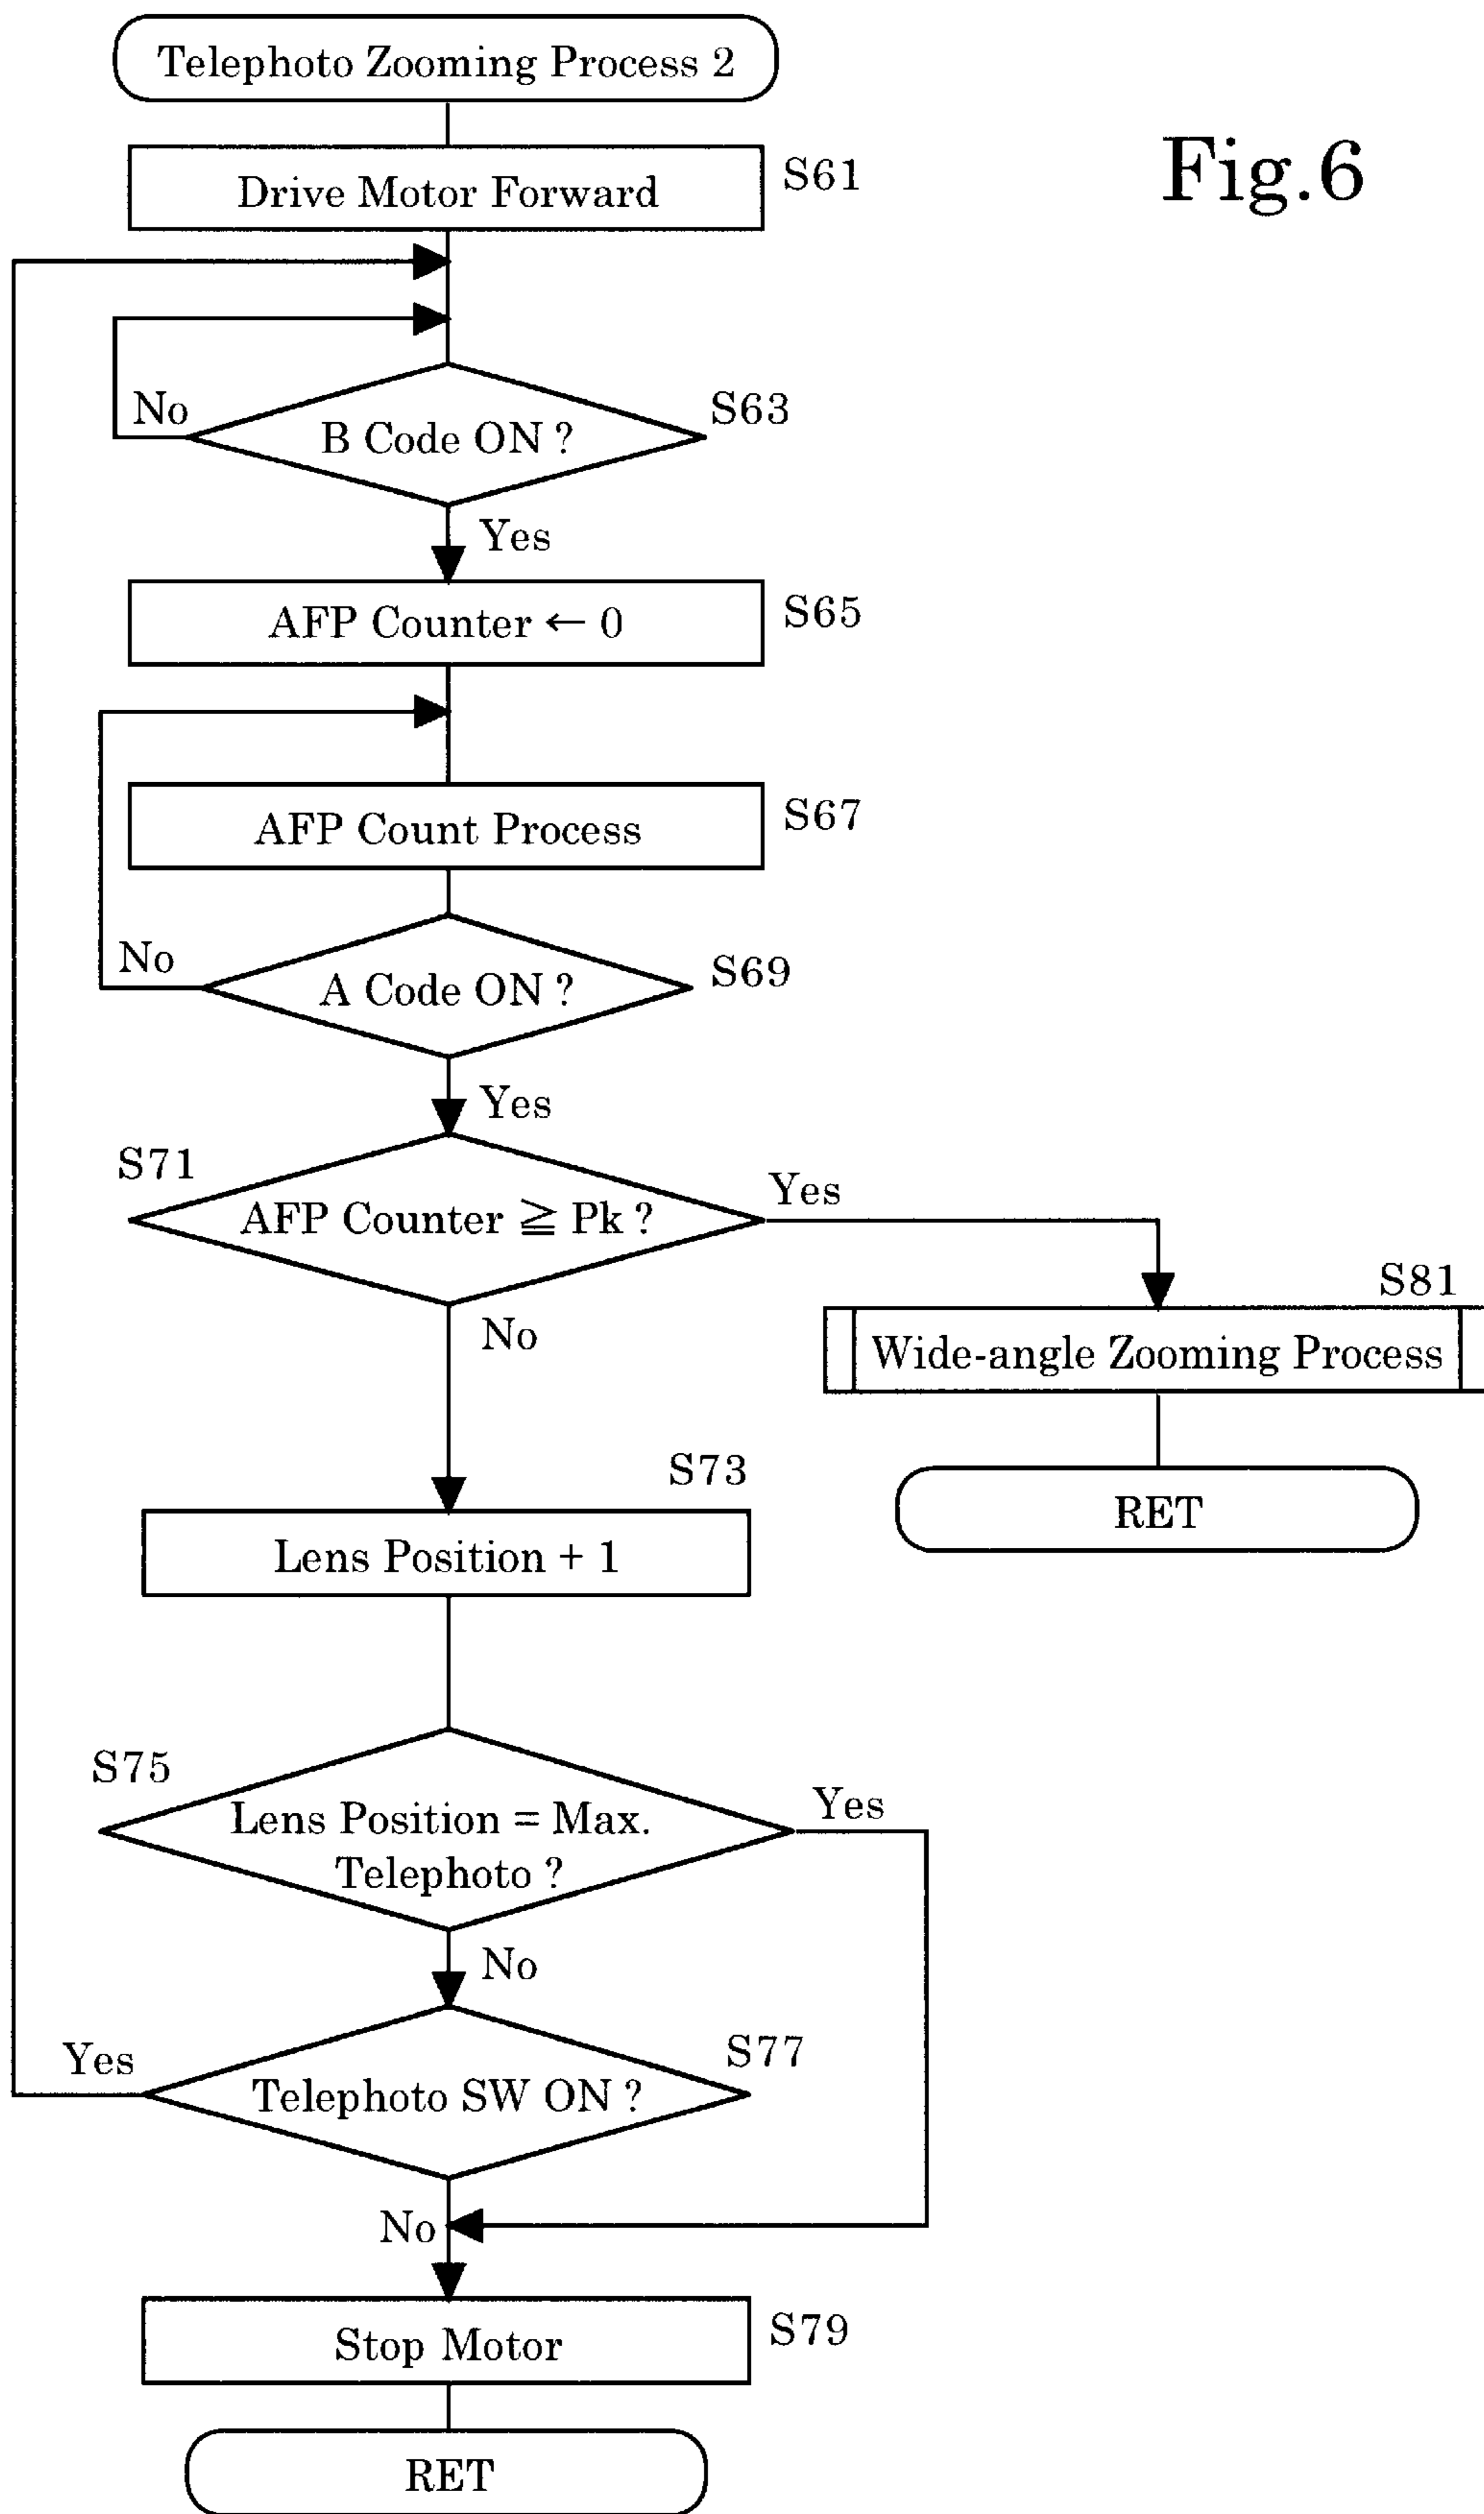 Telephoto Zooming Process 2
Fig.6
Drive Motor Forward
S61
No
B Code ON ?
S63
Yes
AFP Counter ← 0
S65
AFP Count Process
S67
No
A Code ON ?
S69
Yes
S71
AFP Counter ≧ Pk ?
Yes
No
S81
Wide-angle Zooming Process
RET
S73
Lens Position + 1
S75
Lens Position = Max.
Telephoto ?
Yes
No
Yes
Telephoto SW ON ?
S77
No
Stop Motor
S79
RET